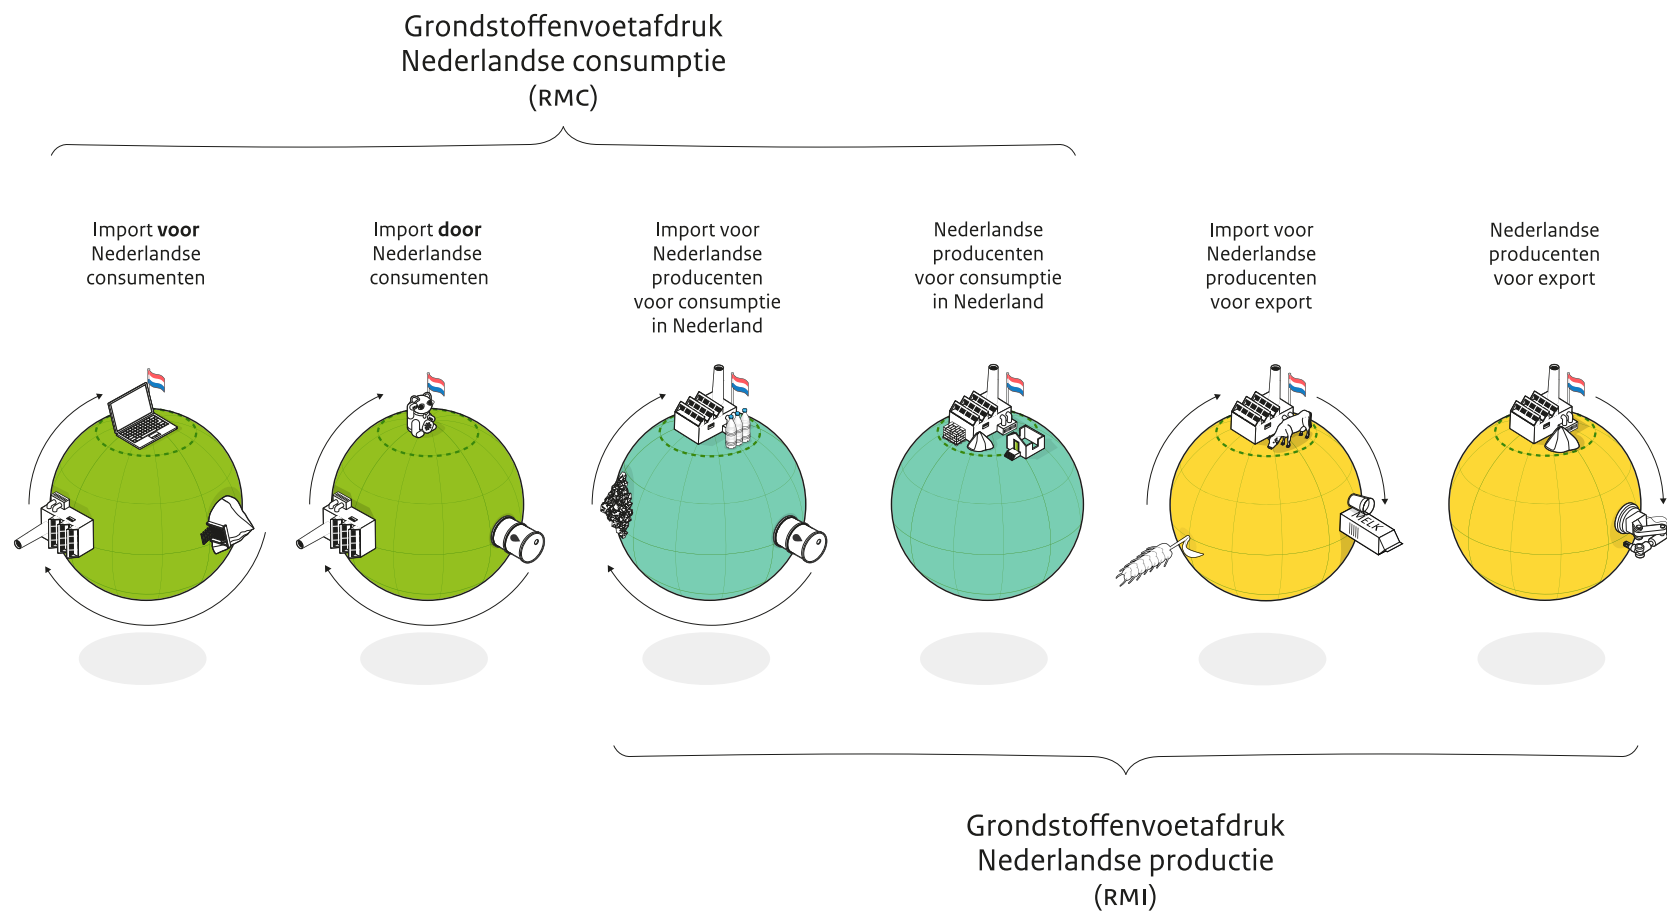 Grondstoffenvoetafdruk
Nederlandse consumptie
(RMC)
Import voor
Nederlandse
consumenten
Import door
Nederlandse
consumenten
Import voor
Nederlandse
producenten
voor consumptie
in Nederland
Nederlandse
producenten
voor consumptie
in Nederland
Import voor
Nederlandse
producenten
voor export
Nederlandse
producenten
voor export
MELK
Grondstoffenvoetafdruk
Nederlandse productie
(RMI)